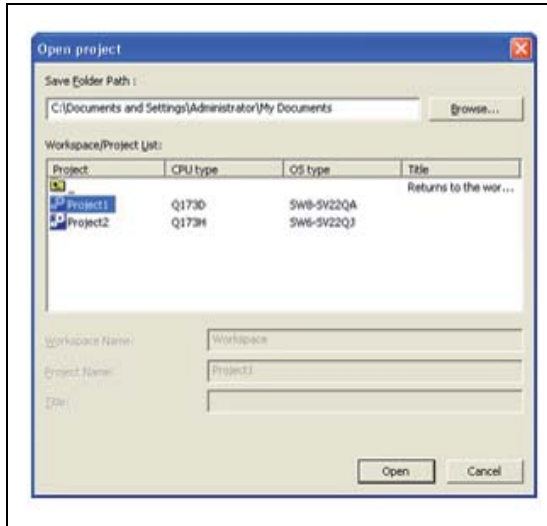 Open project
Save Folder Path :
C:\Documents and Settings\Administrator\My Documents
Browse...
Workspace/Project List:
Project CPU type OS type Title
.. Returns to the wor...
Project1 Q173D SW8-SV22QA
Project2 Q173H SW6-SV22QJ
Workspace Name: Workspace
Project Name: Project1
Title:
Open Cancel